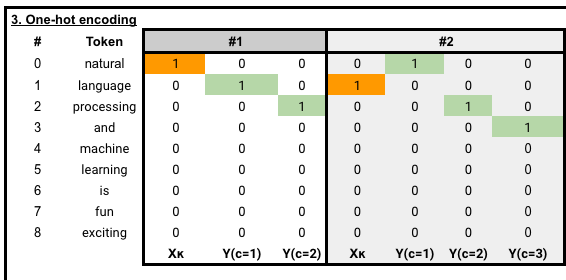 3. One-hot encoding
# Token #1 #2
0 natural 1 0 0 0 1 0 0
1 language 0 1 0 1 0 0 0
2 processing 0 0 1 0 0 1 0
3 and 0 0 0 0 0 0 1
4 machine 0 0 0 0 0 0 0
5 learning 0 0 0 0 0 0 0
6 is 0 0 0 0 0 0 0
7 fun 0 0 0 0 0 0 0
8 exciting 0 0 0 0 0 0 0
Xĸ Y(c=1) Y(c=2) Xĸ Y(c=1) Y(c=2) Y(c=3)